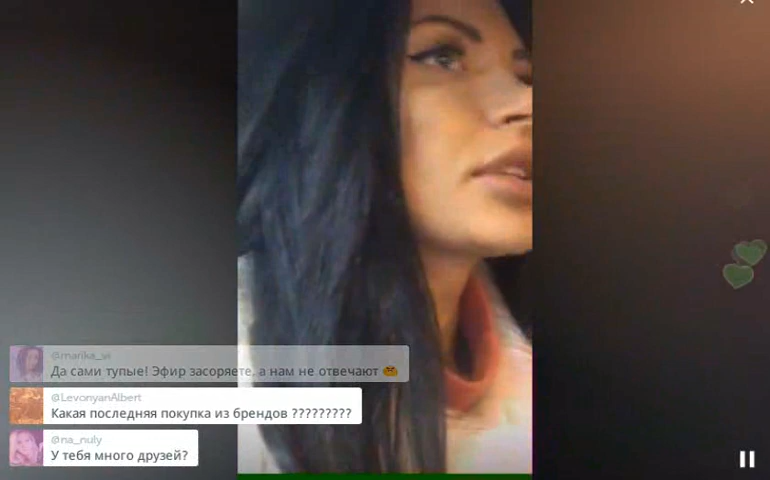 @marika_vi
Да сами тупые! Эфир засоряете, а нам не отвечают
@LevonyanAlbert
Какая последняя покупка из брендов ?????????
@na_nuly
У тебя много друзей?